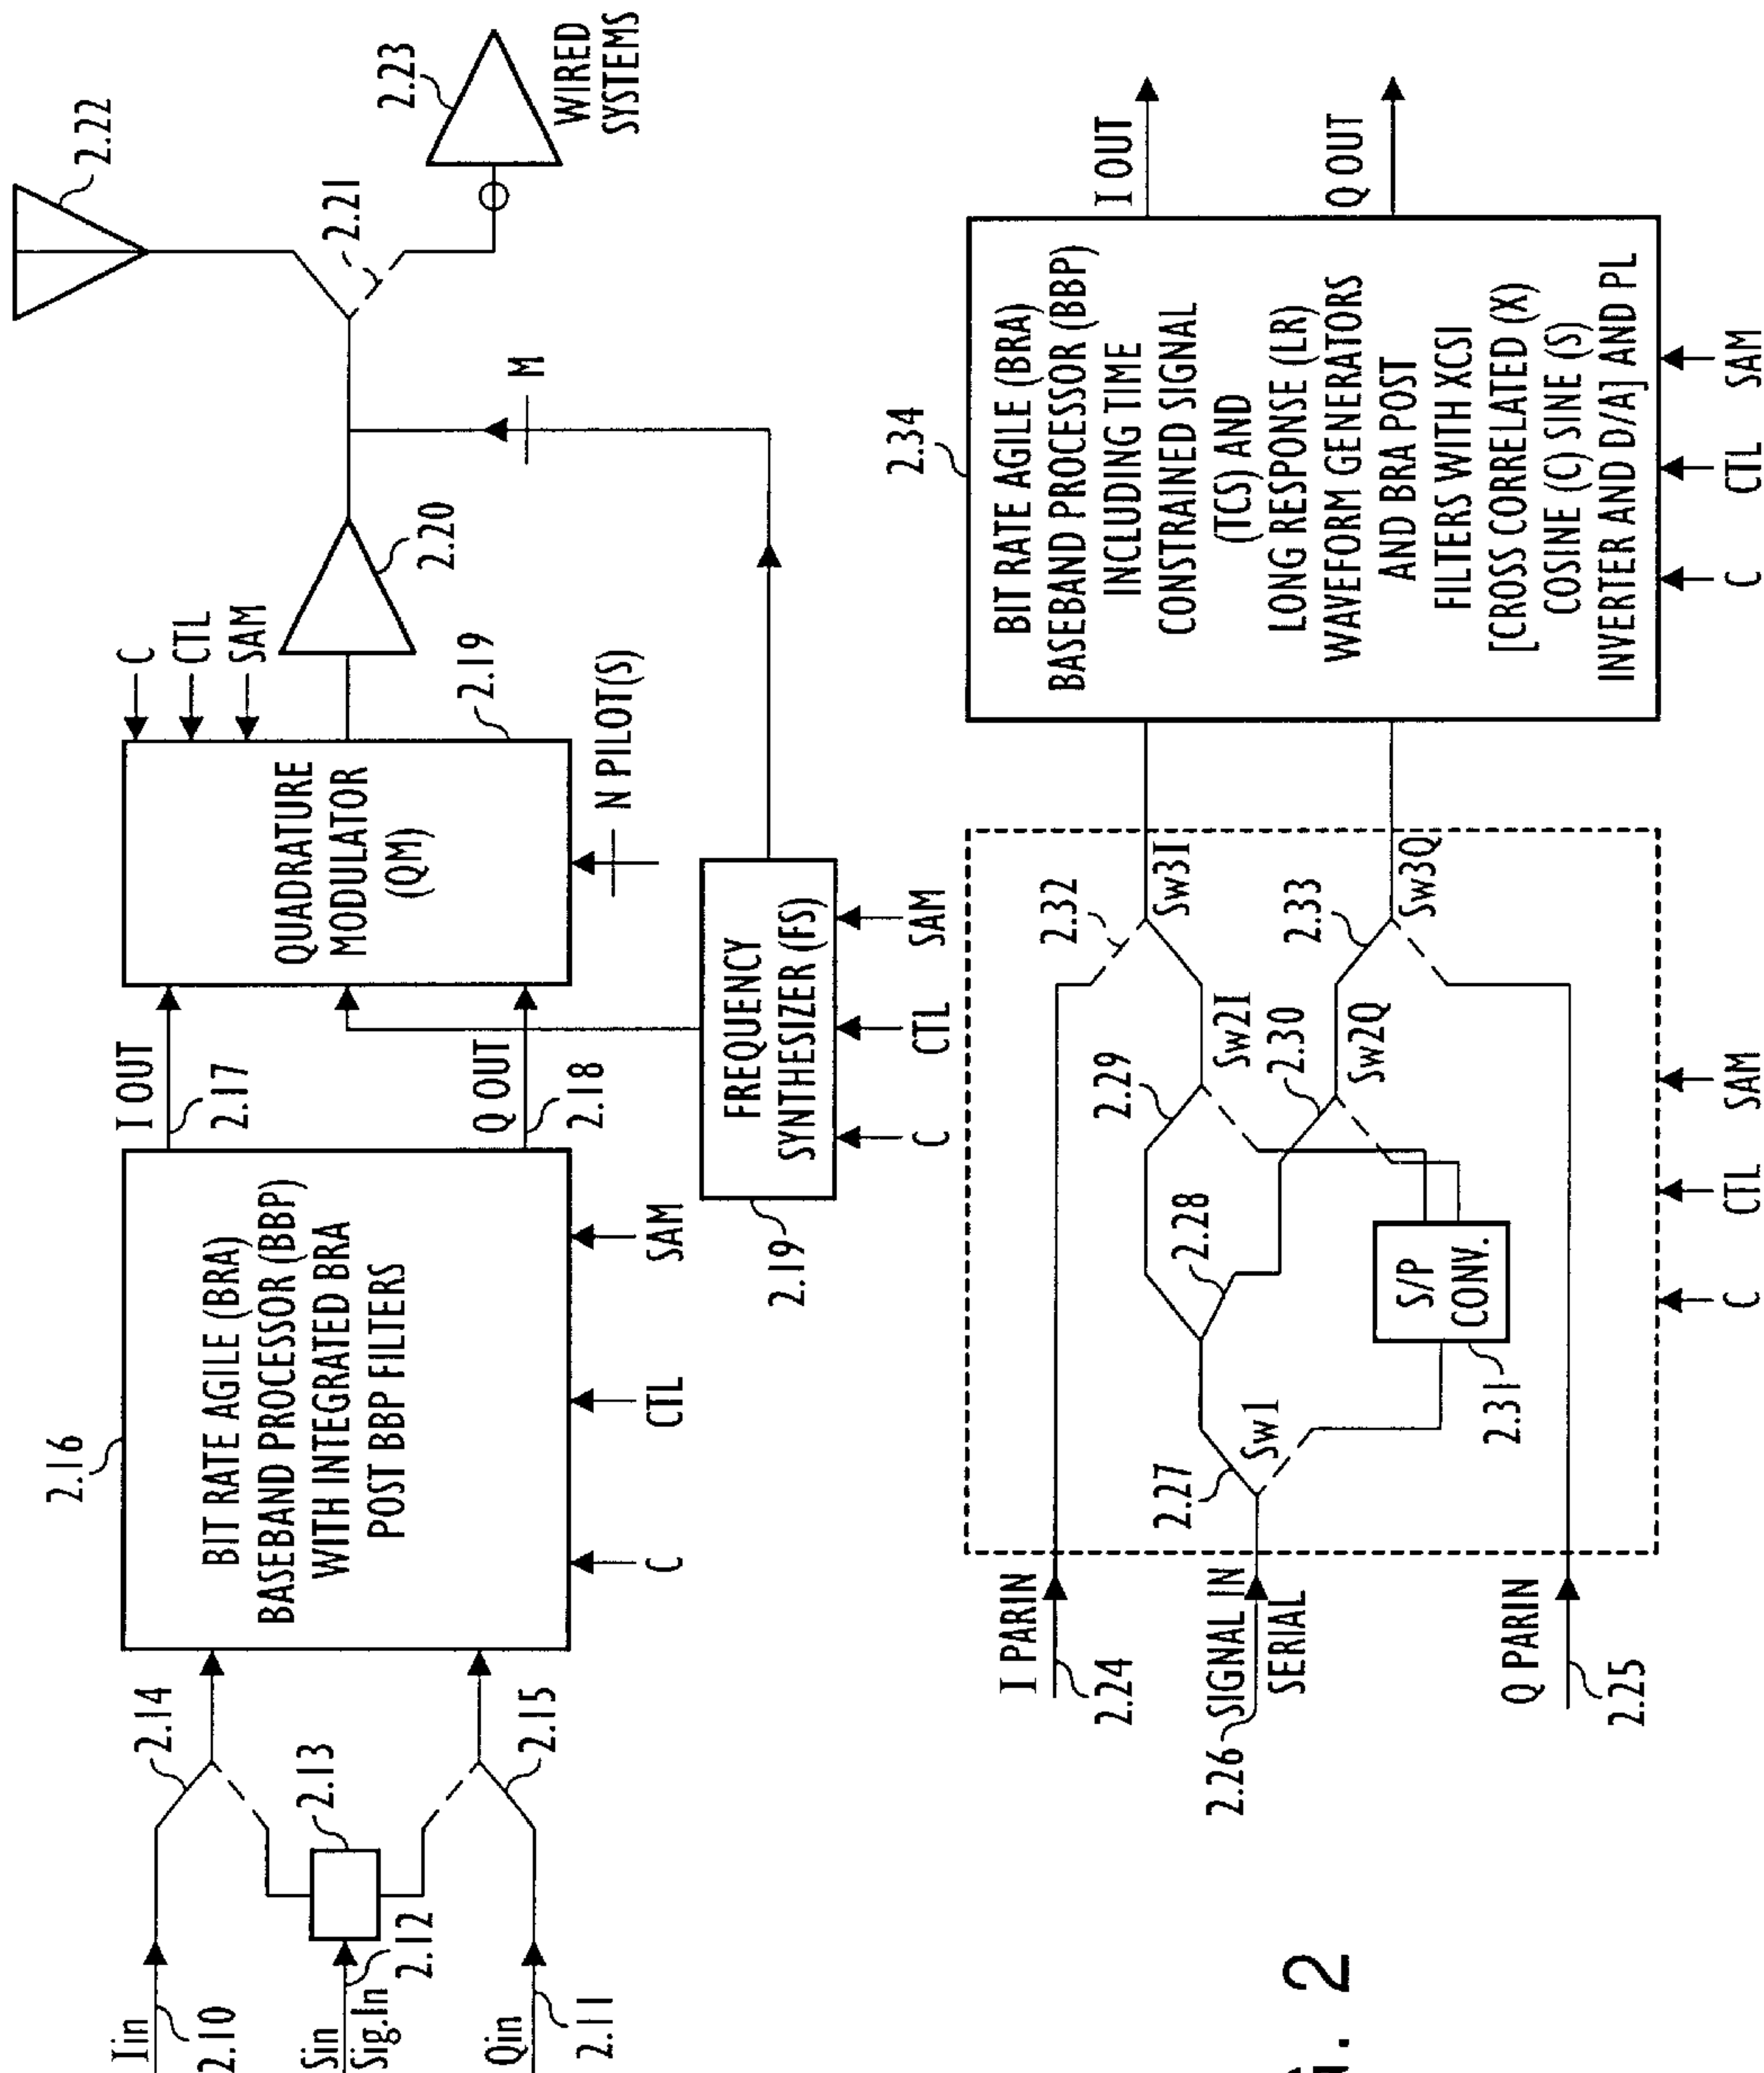 Iin
2.10
Sin
Sig.In
2.12
Qin
2.11
2.13
2.14
2.15
2.16
BIT RATE AGILE (BRA)
BASEBAND PROCESSOR (BBP)
WITH INTEGRATED BRA
POST BBP FILTERS
C
CTL
SAM
I OUT
2.17
Q OUT
2.18
QUADRATURE
MODULATOR
(QM)
C
CTL
SAM
2.19
N PILOT(S)
FREQUENCY
SYNTHESIZER (FS)
2.19
C
CTL
SAM
2.20
M
2.21
2.22
2.23
WIRED
SYSTEMS
I PARIN
2.24
2.26
SIGNAL IN
SERIAL
Q PARIN
2.25
2.27
Sw1
2.28
2.29
Sw2I
2.30
Sw2Q
S/P
CONV.
2.31
2.32
Sw3I
2.33
Sw3Q
C
CTL
SAM
2.34
BIT RATE AGILE (BRA)
BASEBAND PROCESSOR (BBP)
INCLUDING TIME
CONSTRAINED SIGNAL
(TCS) AND
LONG RESPONSE (LR)
WAVEFORM GENERATORS
AND BRA POST
FILTERS WITH XCSI
[CROSS CORRELATED (X)
COSINE (C) SINE (S)
INVERTER AND D/A] AND PL
C
CTL
SAM
I OUT
Q OUT
2